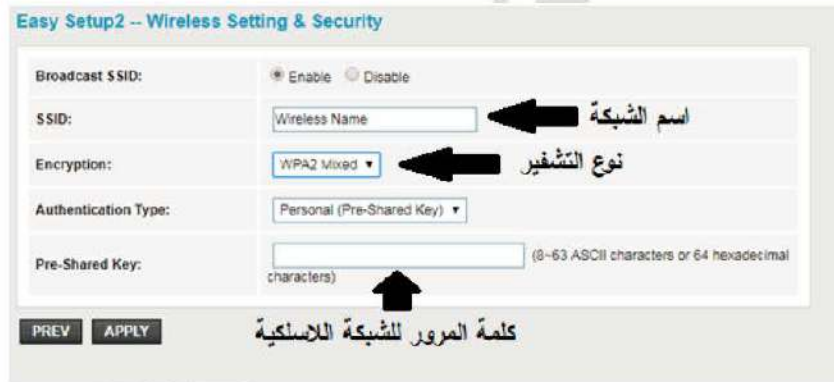 Easy Setup2 -- Wireless Setting & Security
Broadcast SSID: Enable Disable
SSID: Wireless Name اسم الشبكة
Encryption: WPA2 Mixed نوع التشفير
Authentication Type: Personal (Pre-Shared Key)
Pre-Shared Key: (8~63 ASCII characters or 64 hexadecimal
characters)
PREV APPLY كلمة المرور للشبكة اللاسلكية